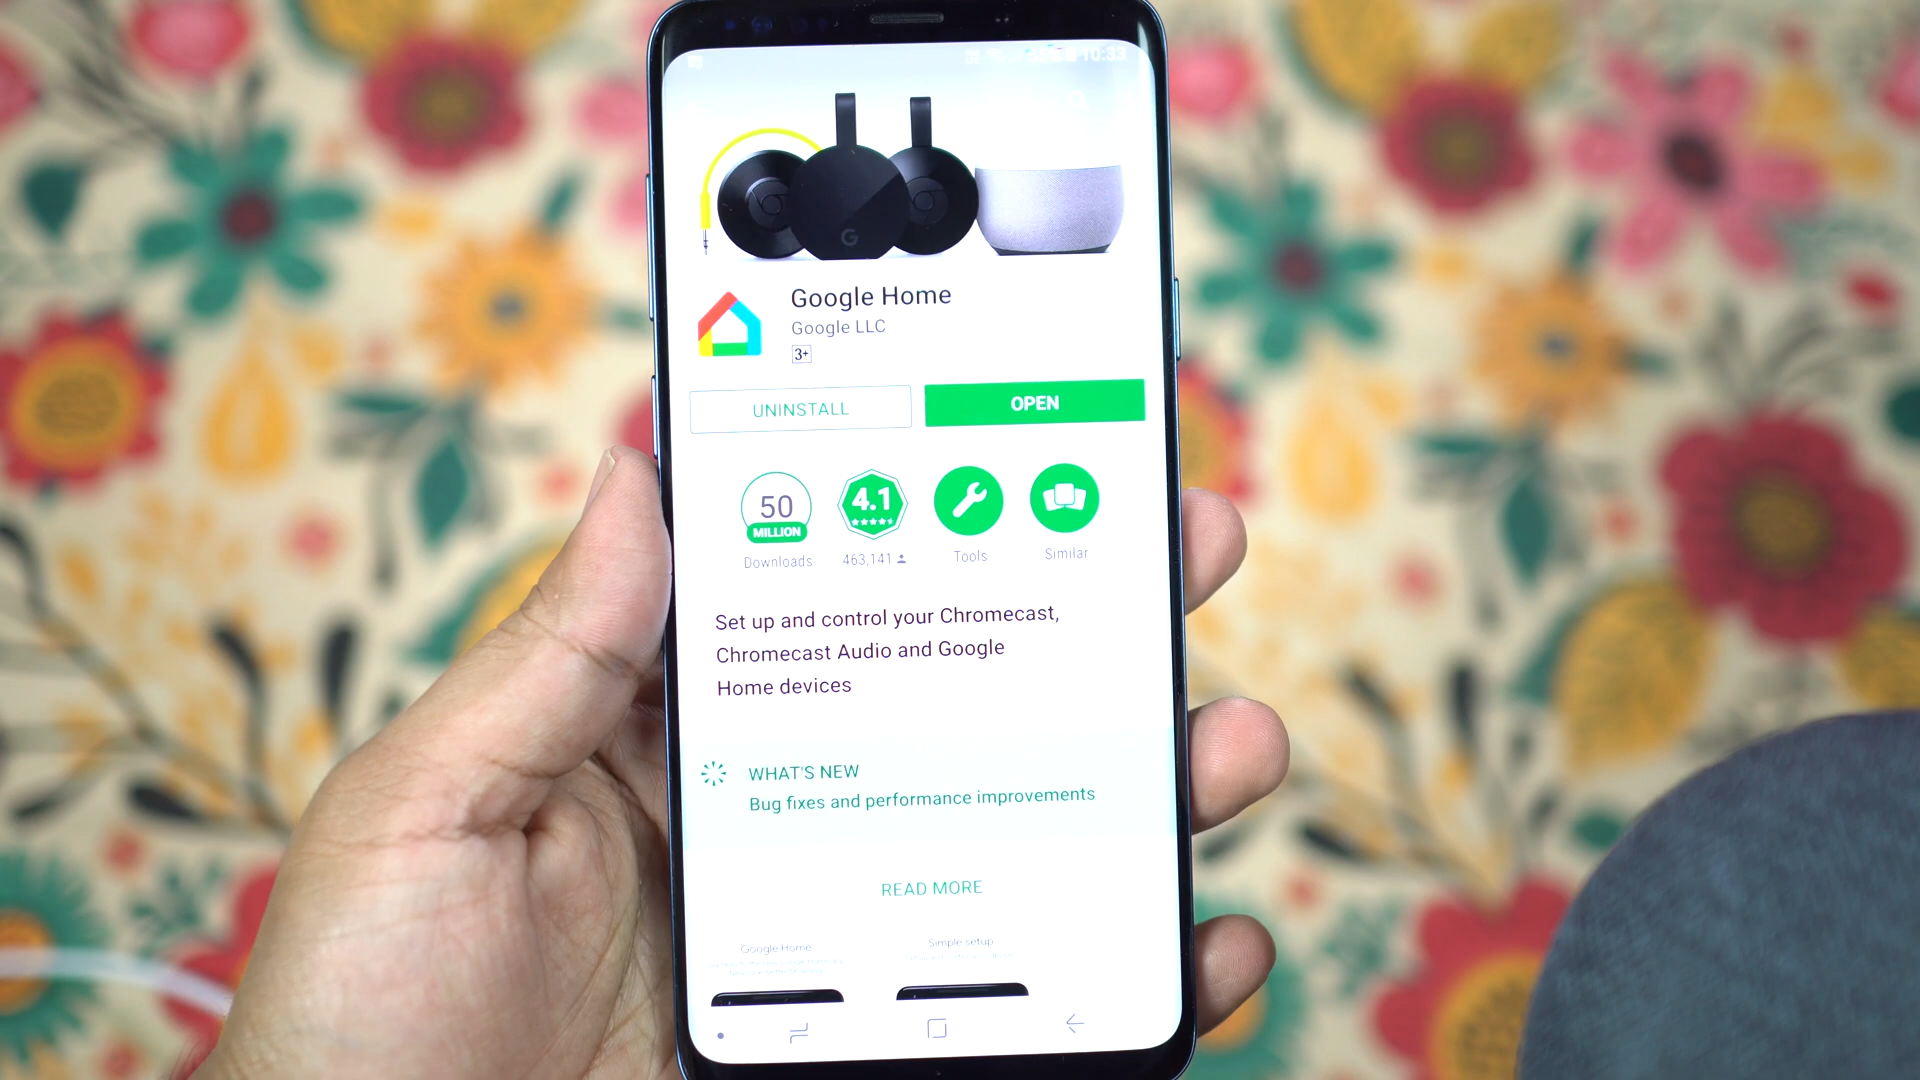 10:33
G
Google Home
Google LLC
3+
UNINSTALL
OPEN
50
MILLION
Downloads
4.1
463,141
Tools
Similar
Set up and control your Chromecast,
Chromecast Audio and Google
Home devices
WHAT'S NEW
Bug fixes and performance improvements
READ MORE
Google Home
Simple setup